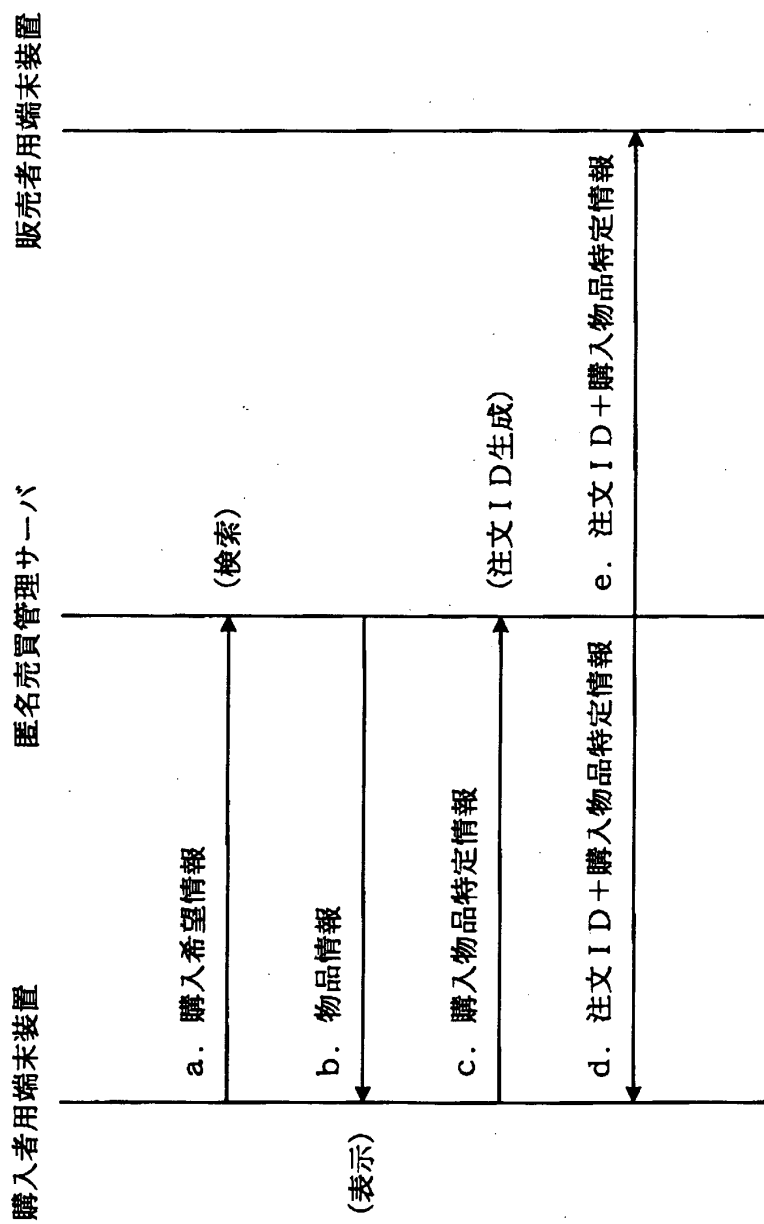 購入者用端末装置
匿名売買管理サーバ
販売者用端末装置
a．購入希望情報
(検索)
b．物品情報
(表示)
c．購入物品特定情報
(注文ＩＤ生成)
d．注文ＩＤ＋購入物品特定情報
e．注文ＩＤ＋購入物品特定情報